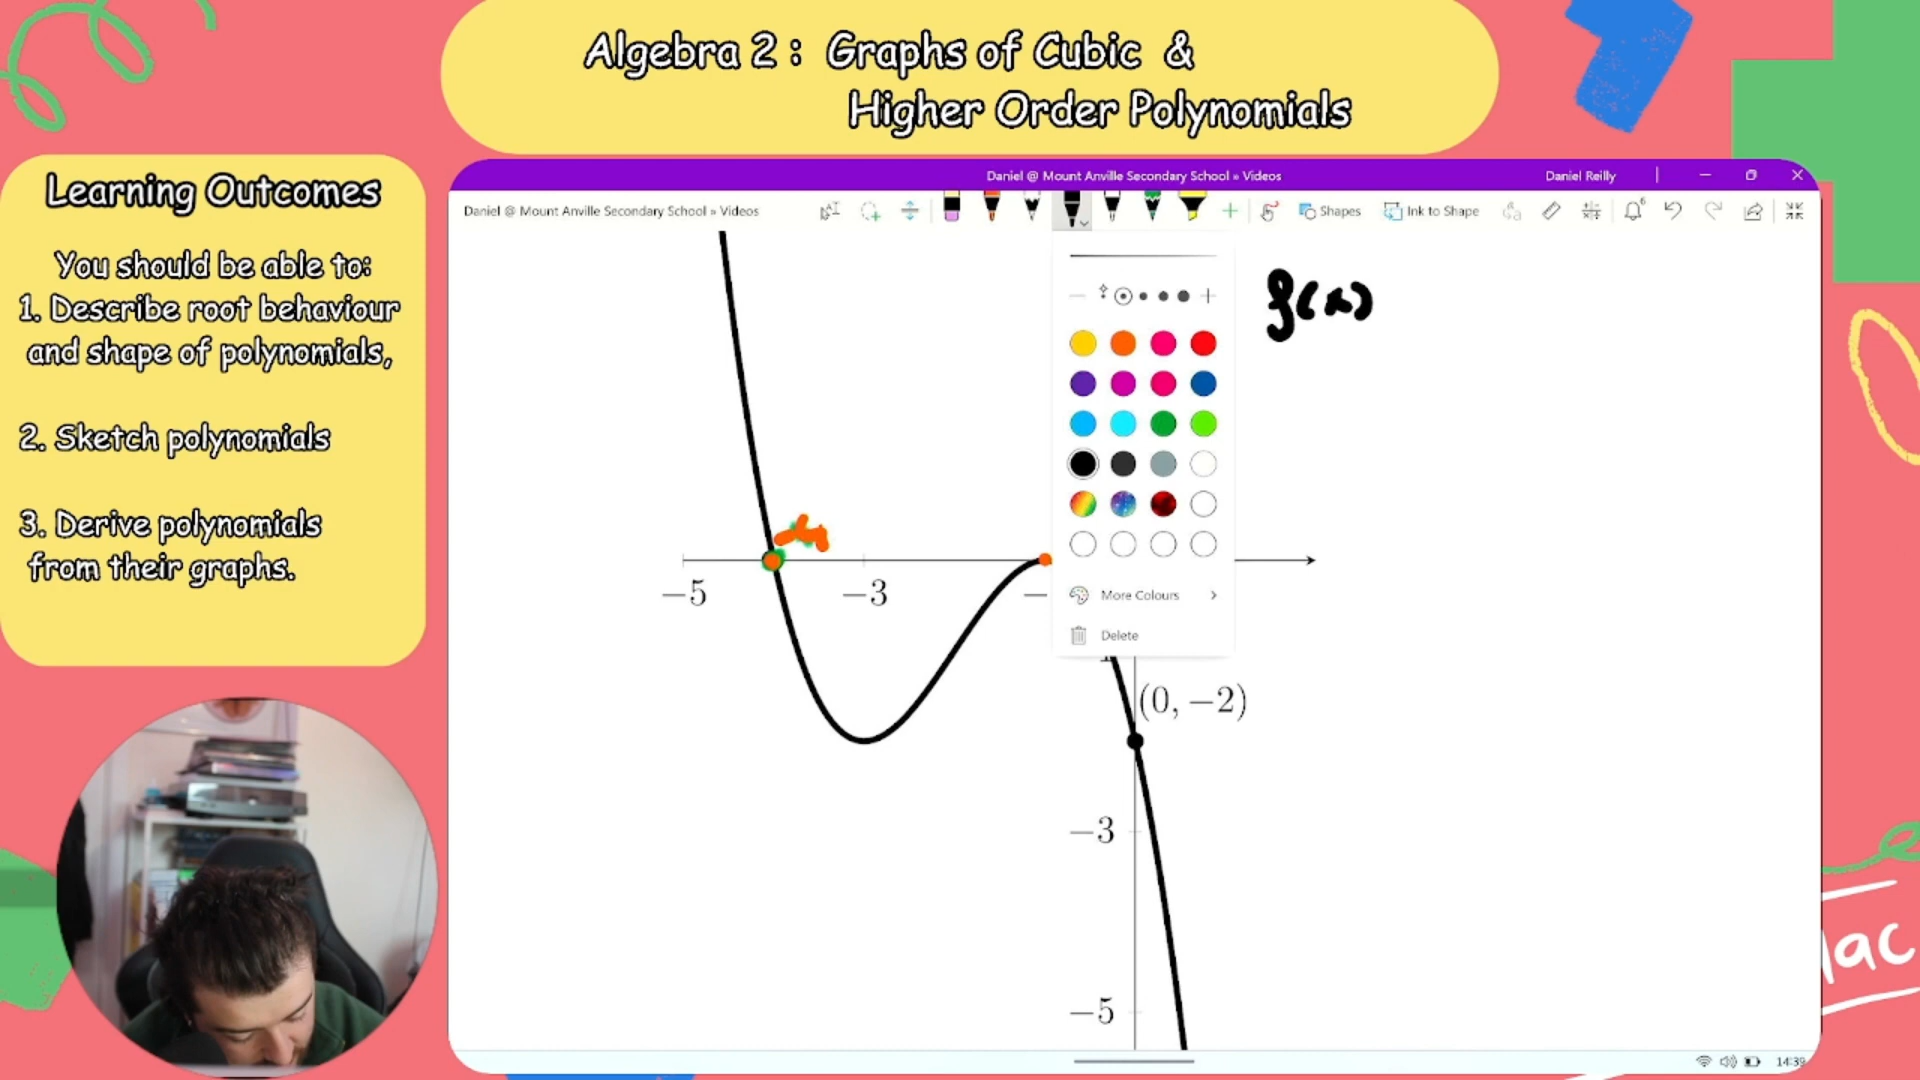 Algebra 2 : Graphs of Cubic &
Higher Order Polynomials
Learning Outcomes
You should be able to:
1. Describe root behaviour
and shape of polynomials,
2. Sketch polynomials
3. Derive polynomials
from their graphs.
Daniel @ Mount Anville Secondary School » Videos
Daniel Reilly
Daniel @ Mount Anville Secondary School » Videos
Shapes
Ink to Shape
f(x)
-4
−5
−3
More Colours
Delete
(0, −2)
−3
−5
14:39